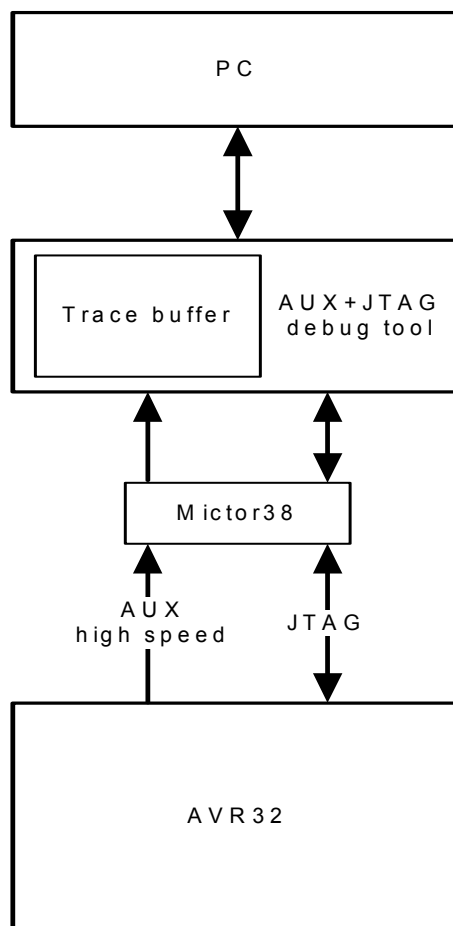 PC
Trace buffer
AUX+JTAG
debug tool
Mictor38
AUX
high speed
JTAG
AVR32